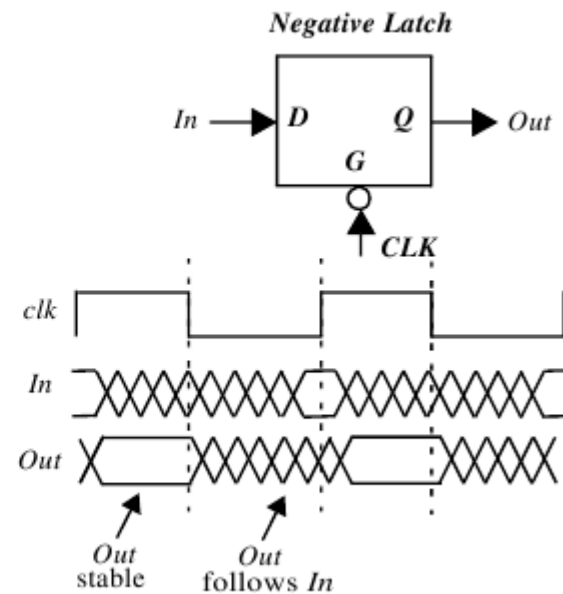 Negative Latch
In D Q Out
G
CLK
clk
In
Out
Out Out
stable follows In